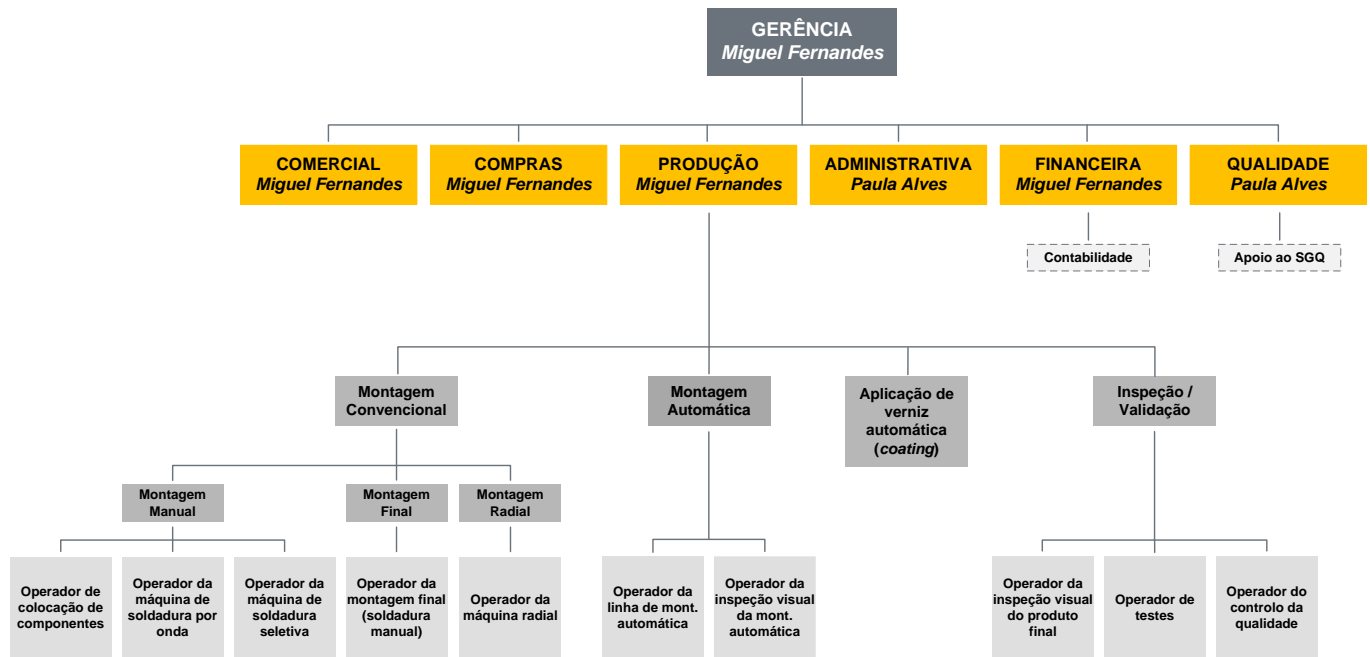 GERÊNCIA
Miguel Fernandes
COMERCIAL
Miguel Fernandes
COMPRAS
Miguel Fernandes
PRODUÇÃO
Miguel Fernandes
ADMINISTRATIVA
Paula Alves
FINANCEIRA
Miguel Fernandes
QUALIDADE
Paula Alves
Contabilidade
Apoio ao SGQ
Montagem
Convencional
Montagem
Automática
Aplicação de
verniz
automática
(coating)
Inspeção /
Validação
Montagem
Manual
Montagem
Final
Montagem
Radial
Operador de
colocação de
componentes
Operador da
máquina de
soldadura por
onda
Operador da
máquina de
soldadura
seletiva
Operador da
montagem final
(soldadura
manual)
Operador da
máquina radial
Operador da
linha de mont.
automática
Operador da
inspeção visual
da mont.
automática
Operador da
inspeção visual
do produto
final
Operador de
testes
Operador do
controlo da
qualidade